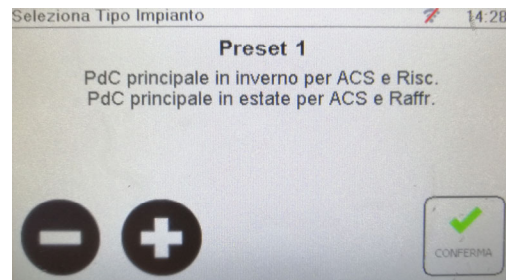 Seleziona Tipo Impianto 14:28
Preset 1
PdC principale in inverno per ACS e Risc.
PdC principale in estate per ACS e Raffr.
CONFERMA